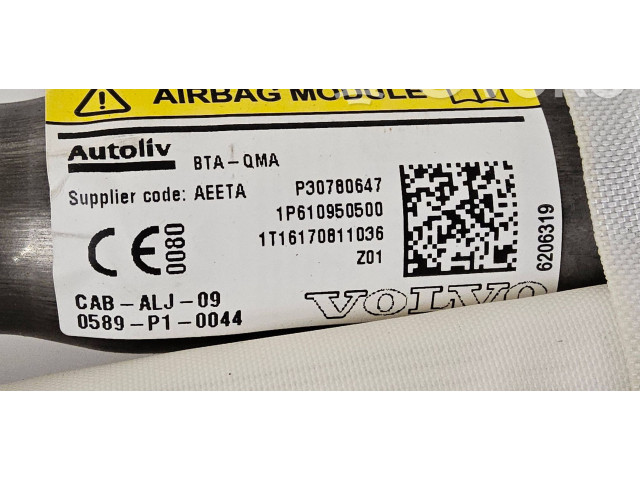 AIRBAG MODULE
Autoliv BTA-QMA
Supplier code: AEETA P30780647
1P610950500
CE 0080 1T16170811036
Z01
6206319
CAB-ALJ-09
0589-P1-0044
VOLVO